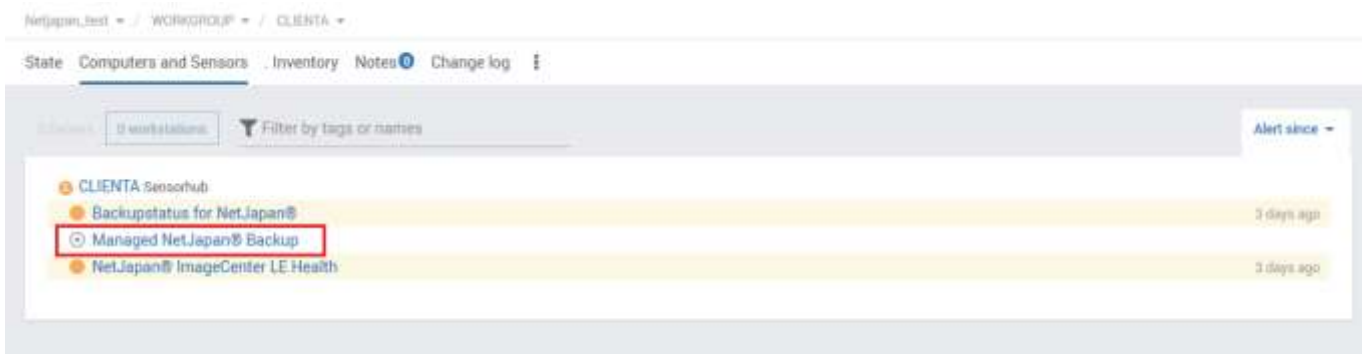 Netjapan_test / WORKGROUP / CLIENTA
State Computers and Sensors . Inventory Notes 0 Change log
0 workstations Filter by tags or names Alert since
CLIENTA Sensorhub
Backupstatus for NetJapan® 3 days ago
Managed NetJapan® Backup
NetJapan® ImageCenter LE Health 3 days ago